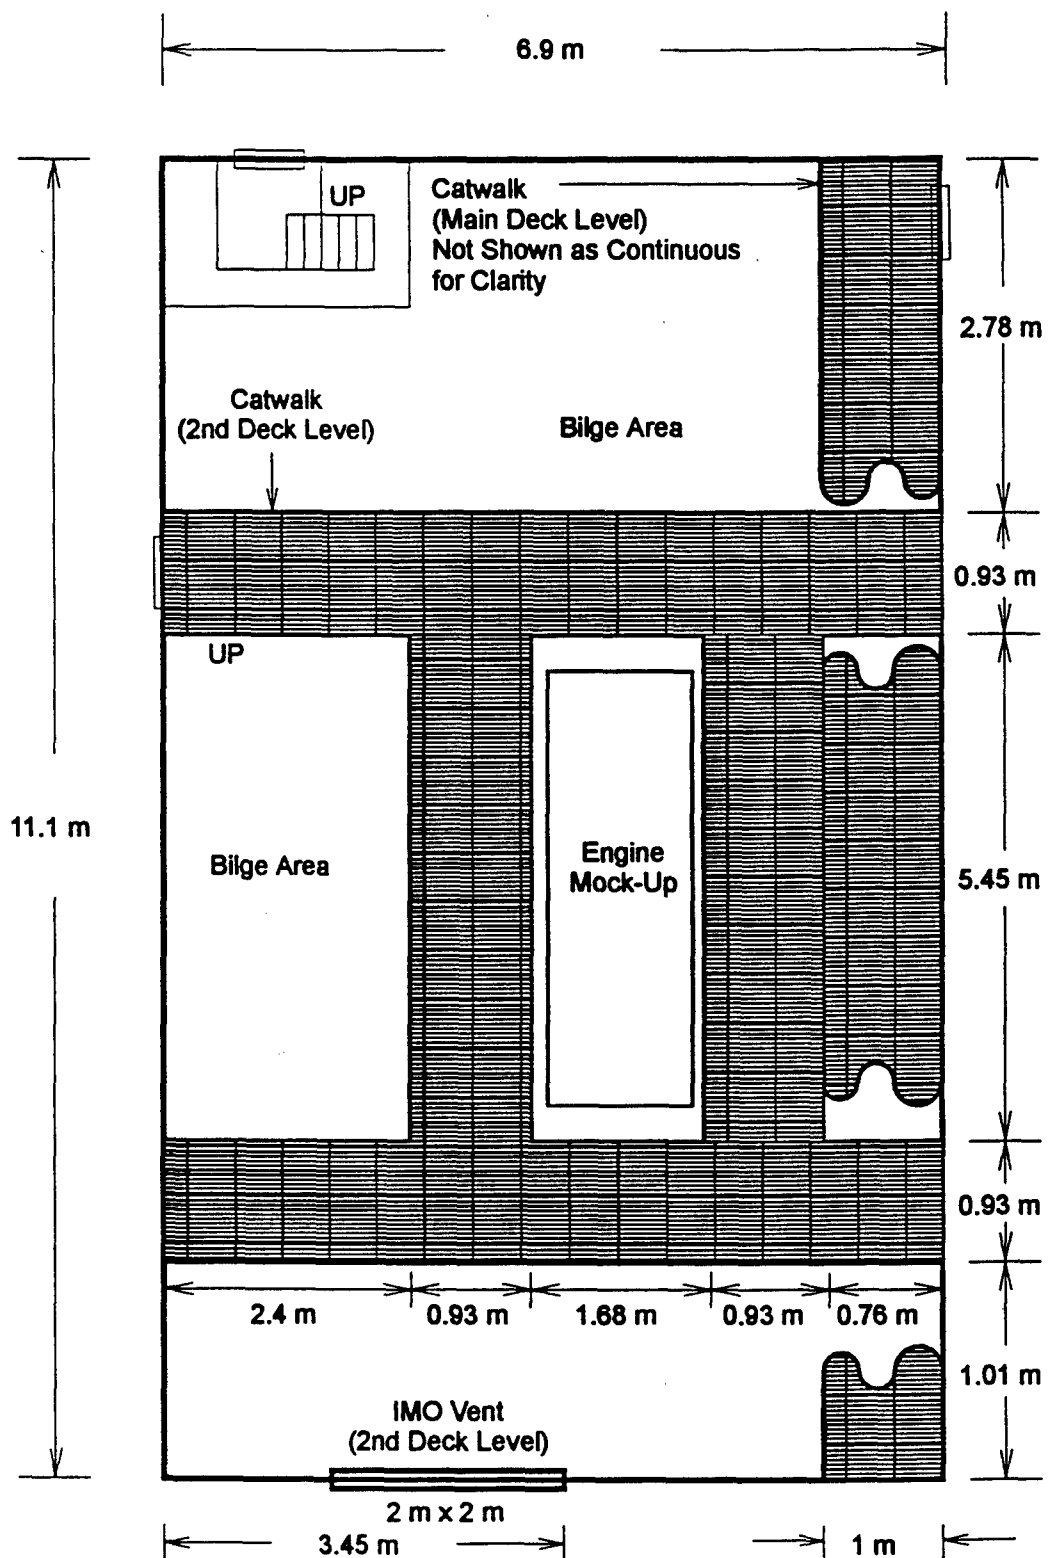 6.9 m
UP
Catwalk
(Main Deck Level)
Not Shown as Continuous
for Clarity
2.78 m
Catwalk
(2nd Deck Level)
Bilge Area
0.93 m
UP
11.1 m
Bilge Area
Engine
Mock-Up
5.45 m
0.93 m
2.4 m
0.93 m
1.68 m
0.93 m
0.76 m
1.01 m
IMO Vent
(2nd Deck Level)
2 m x 2 m
3.45 m
1 m